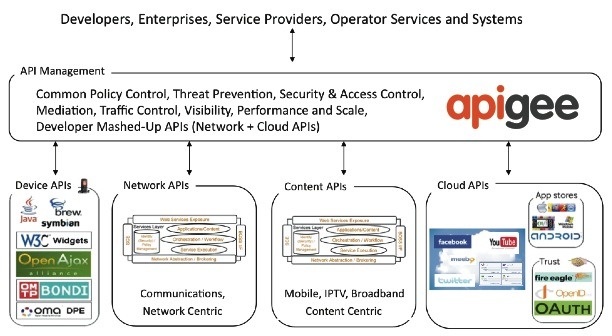 Developers, Enterprises, Service Providers, Operator Services and Systems
API Management
Common Policy Control, Threat Prevention, Security & Access Control,
Mediation, Traffic Control, Visibility, Performance and Scale,
Developer Mashed-Up APIs (Network + Cloud APIs)
apigee
Device APIs
Java
brew
symbian
W3C Widgets
OpenAjax
alliance
OMTP BONDI
oma DPE
Network APIs
Web Services Exposure
Services Layer
Applications/Content
Orchestration / Workflow
Service Execution
Network Abstraction / Brokering
Communications,
Network Centric
Content APIs
Web Services Exposure
Services Layer
Applications/Content
Orchestration / Workflow
Service Execution
Network Abstraction / Brokering
Mobile, IPTV, Broadband
Content Centric
Cloud APIs
facebook
YouTube
meebo
twitter
App stores
ANDROID
Trust
fire eagle
OpenID
OAUTH